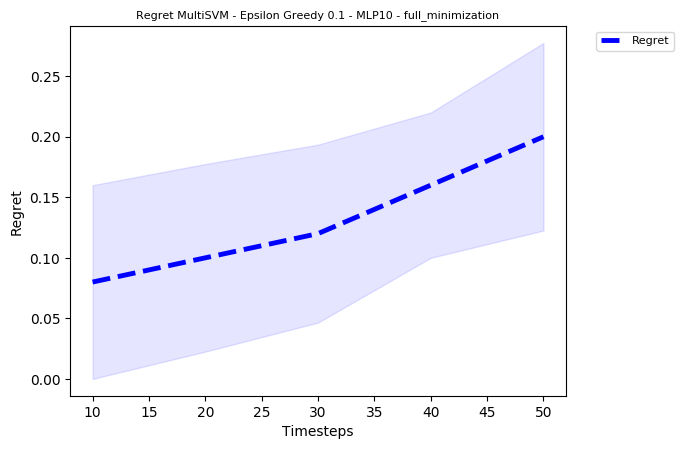 Regret MultiSVM - Epsilon Greedy 0.1 - MLP10 - full_minimization
Regret
0.25
0.20
0.15
0.10
0.05
0.00
Regret
10 15 20 25 30 35 40 45 50
Timesteps